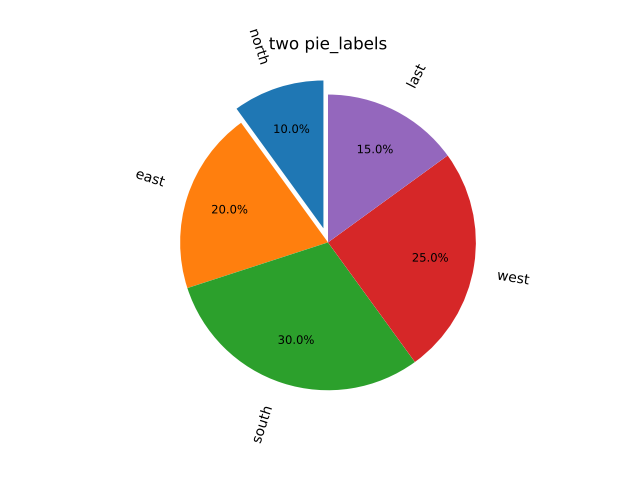 two pie_labels
north
last
10.0%
15.0%
east
20.0%
25.0%
west
30.0%
south